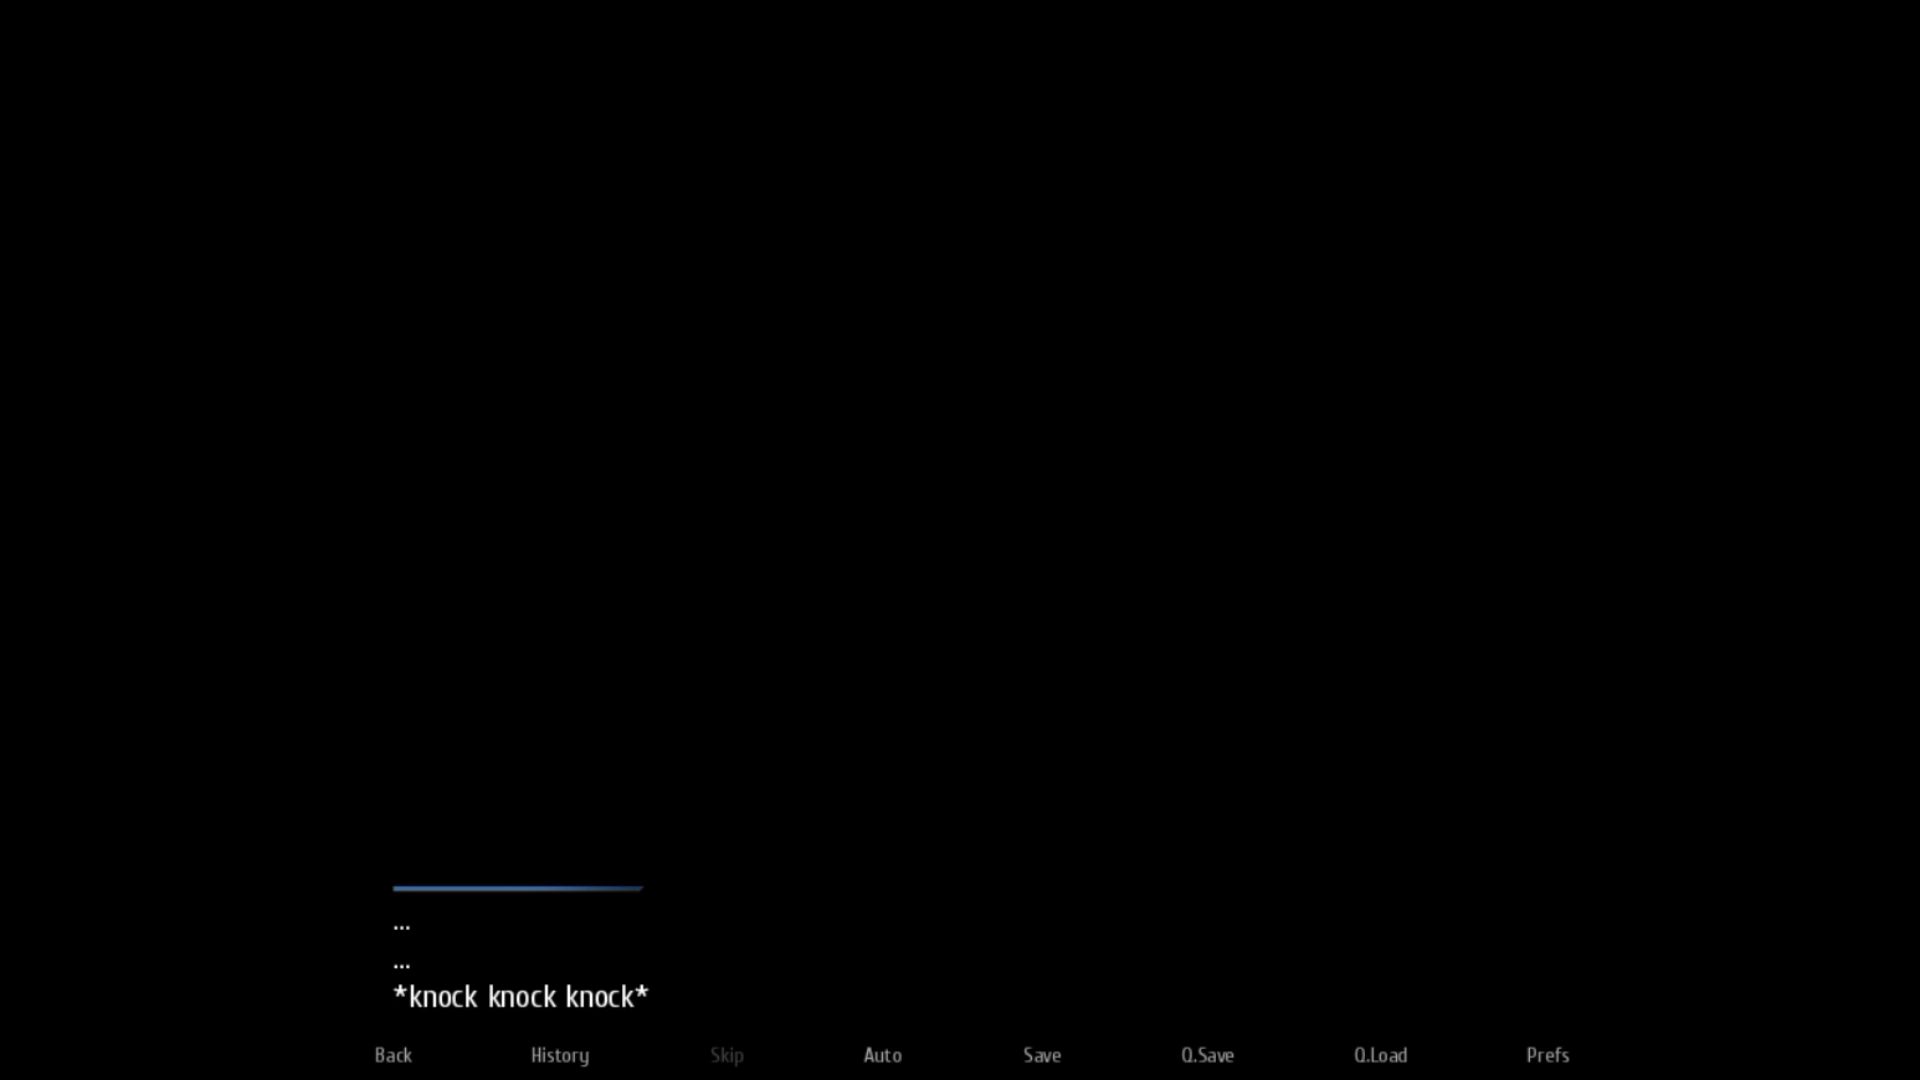 ...
...
*knock knock knock*
Back History Skip Auto Save Q.Save Q.Load Prefs